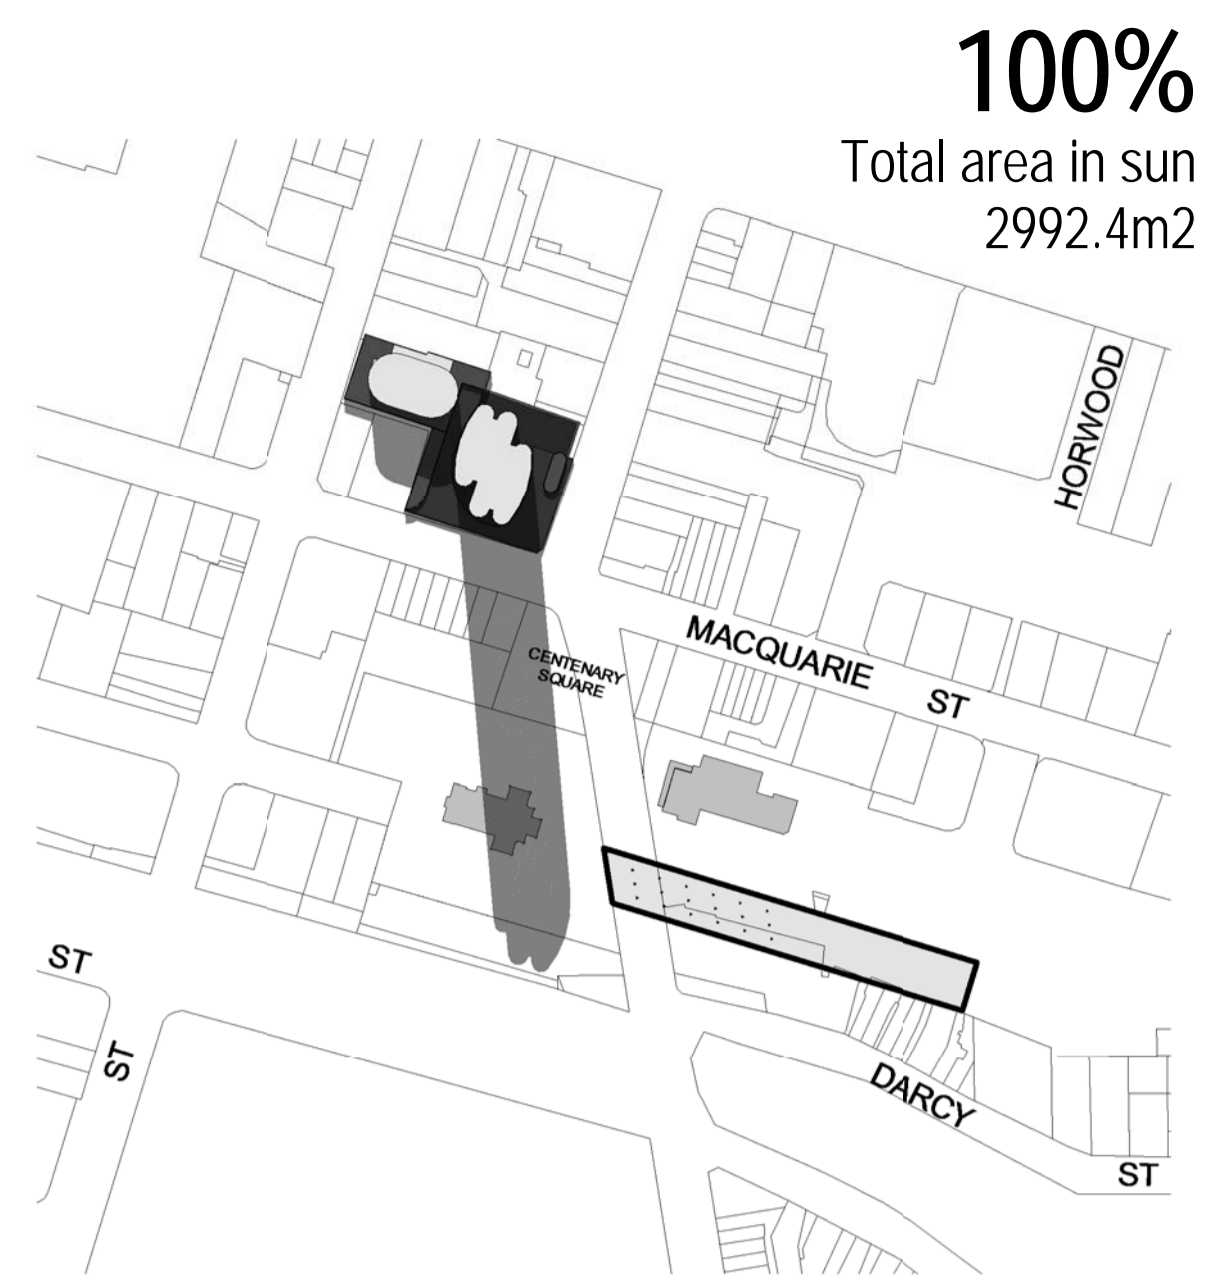 100%
Total area in sun
2992.4m2
HORWOOD
MACQUARIE ST
CENTENARY
SQUARE
ST
ST
DARCY
ST